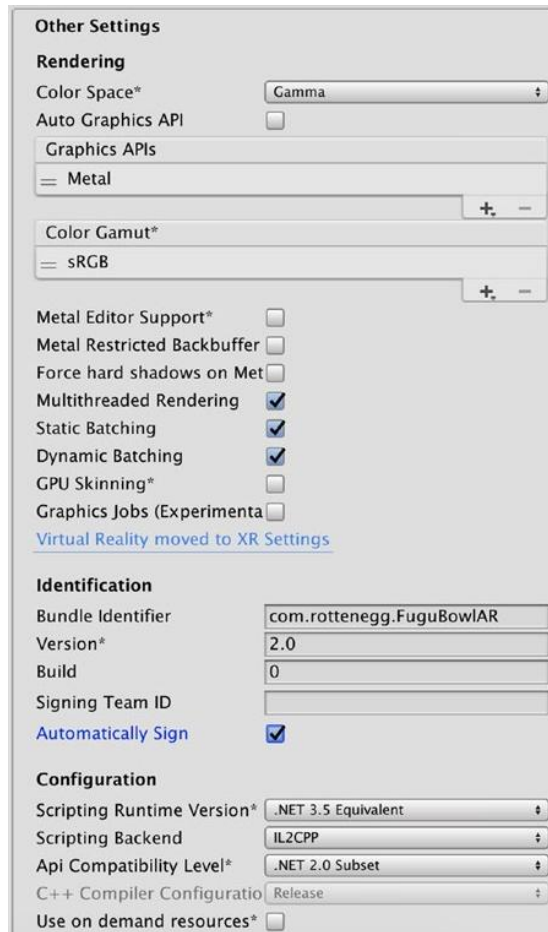 Other Settings
Rendering
Color Space* Gamma
Auto Graphics API
Graphics APIs
Metal
Color Gamut*
sRGB
Metal Editor Support*
Metal Restricted Backbuffer
Force hard shadows on Met
Multithreaded Rendering
Static Batching
Dynamic Batching
GPU Skinning*
Graphics Jobs (Experimenta
Virtual Reality moved to XR Settings
Identification
Bundle Identifier com.rottenegg.FuguBowlAR
Version* 2.0
Build 0
Signing Team ID
Automatically Sign
Configuration
Scripting Runtime Version* .NET 3.5 Equivalent
Scripting Backend IL2CPP
Api Compatibility Level* .NET 2.0 Subset
C++ Compiler Configuratio Release
Use on demand resources*